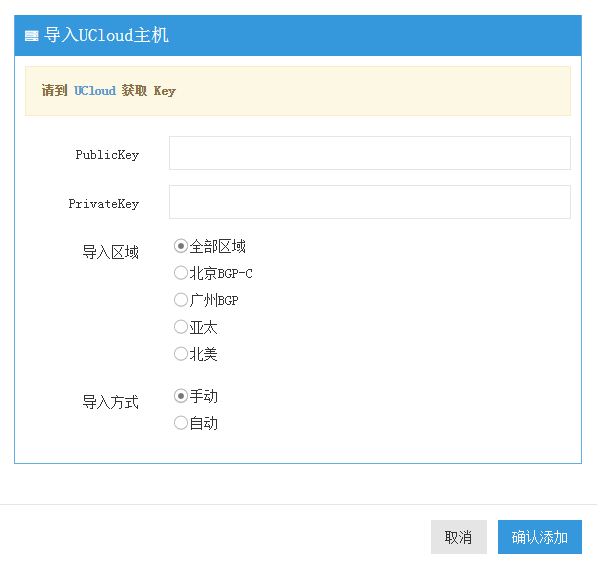 导入UCloud主机
请到 UCloud 获取 Key
PublicKey
PrivateKey
导入区域
全部区域
北京BGP-C
广州BGP
亚太
北美
导入方式
手动
自动
取消 确认添加